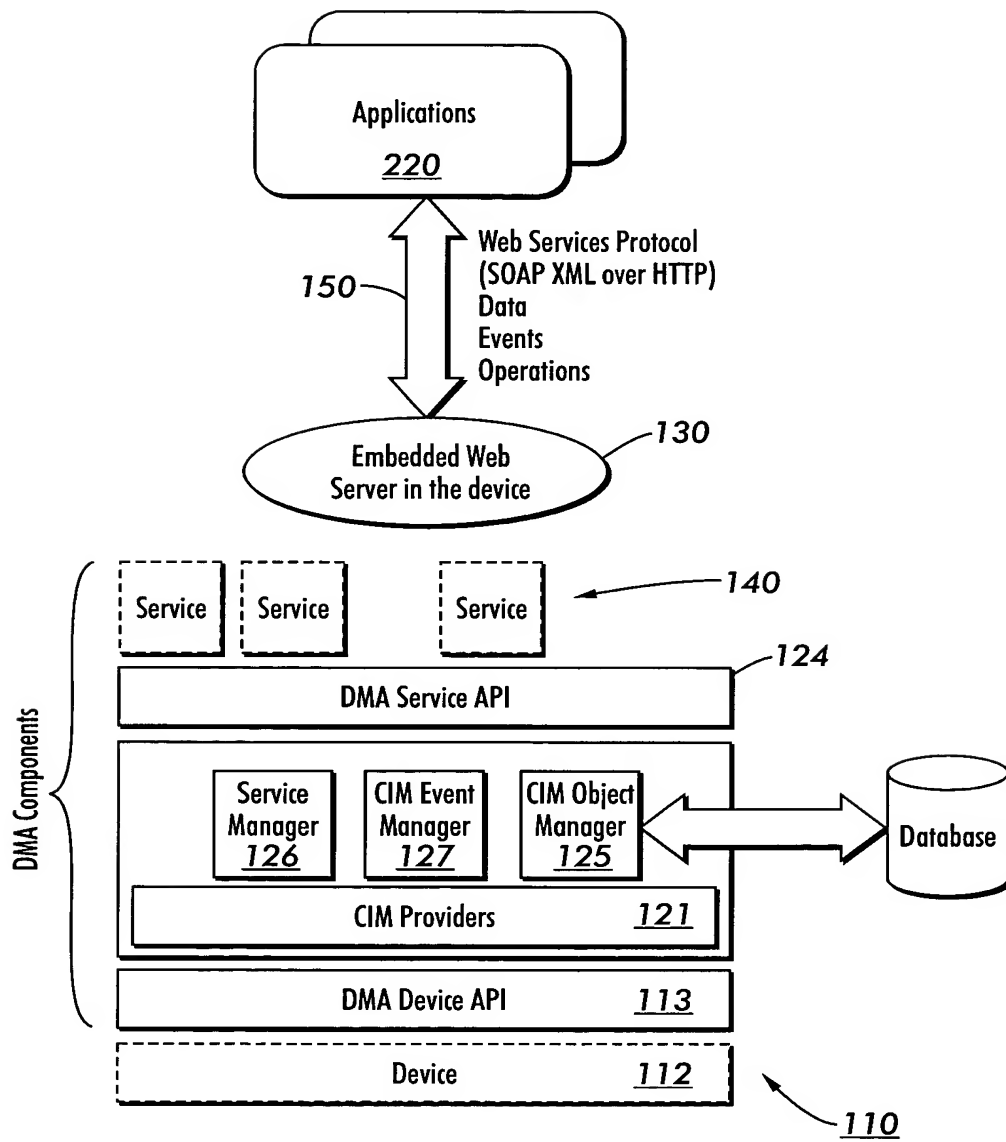 Applications
220
150
Web Services Protocol
(SOAP XML over HTTP)
Data
Events
Operations
130
Embedded Web
Server in the device
DMA Components
Service
Service
Service
140
124
DMA Service API
Service
Manager
126
CIM Event
Manager
127
CIM Object
Manager
125
Database
CIM Providers
121
DMA Device API
113
Device
112
110